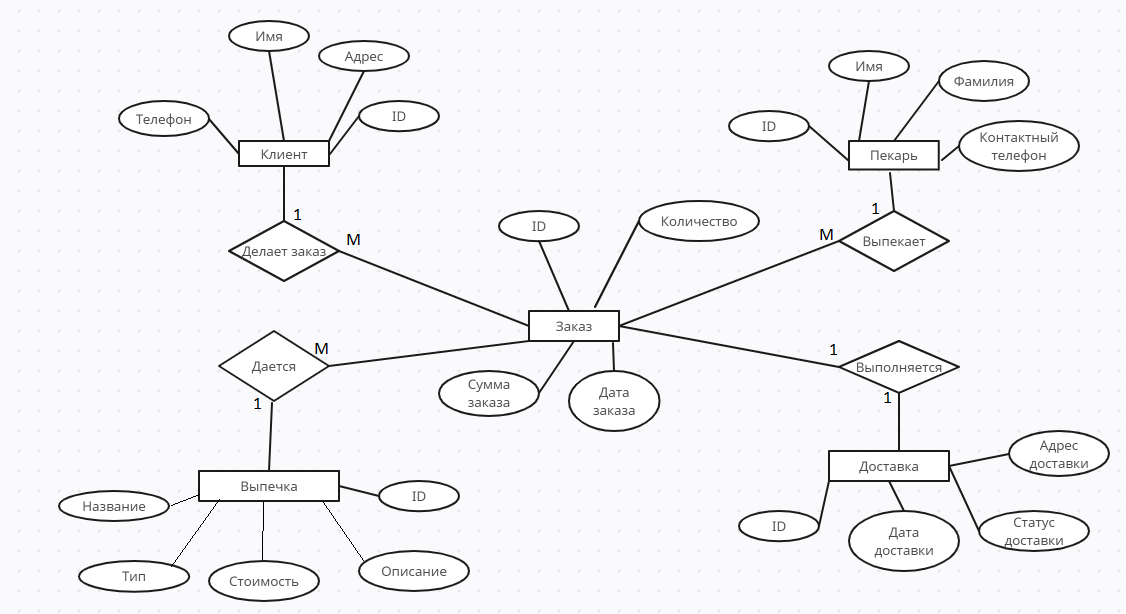 Имя
Адрес
Телефон
ID
Клиент
1
Делает заказ
M
Имя
Фамилия
ID
Контактный
телефон
Пекарь
1
M
Выпекает
ID
Количество
Заказ
Сумма
заказа
Дата
заказа
M
Дается
1
Выпечка
Название
ID
Тип
Стоимость
Описание
1
Выполняется
1
Доставка
Адрес
доставки
ID
Дата
доставки
Статус
доставки